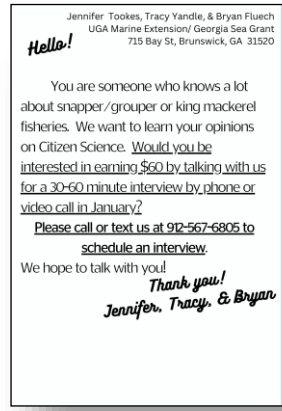 Jennifer Tookes, Tracy Yandle, & Bryan Fluech
UGA Marine Extension/ Georgia Sea Grant
715 Bay St, Brunswick, GA 31520
Hello!
You are someone who knows a lot
about snapper/grouper or king mackerel
fisheries. We want to learn your opinions
on Citizen Science. Would you be
interested in earning $60 by talking with us
for a 30-60 minute interview by phone or
video call in January?
Please call or text us at 912-567-6805 to
schedule an interview.
We hope to talk with you!
Thank you!
Jennifer, Tracy, & Bryan